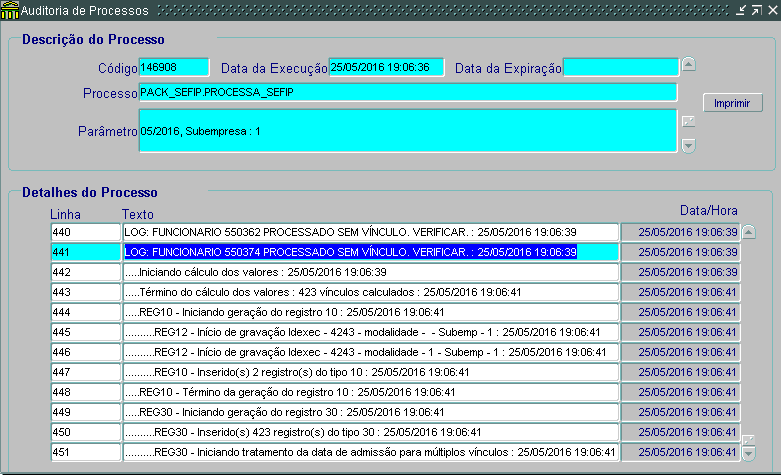 Auditoria de Processos
Descrição do Processo
Código 146908 Data da Execução 25/05/2016 19:06:36 Data da Expiração
Processo PACK_SEFIP.PROCESSA_SEFIP
Imprimir
Parâmetro 05/2016, Subempresa : 1
Detalhes do Processo
Linha Texto Data/Hora
440 LOG: FUNCIONARIO 550362 PROCESSADO SEM VÍNCULO. VERIFICAR. : 25/05/2016 19:06:39 25/05/2016 19:06:39
441 LOG: FUNCIONARIO 550374 PROCESSADO SEM VÍNCULO. VERIFICAR. : 25/05/2016 19:06:39 25/05/2016 19:06:39
442 .....Iniciando cálculo dos valores : 25/05/2016 19:06:39 25/05/2016 19:06:39
443 .....Término do cálculo dos valores : 423 vínculos calculados : 25/05/2016 19:06:41 25/05/2016 19:06:41
444 .....REG10 - Iniciando geração do registro 10 : 25/05/2016 19:06:41 25/05/2016 19:06:41
445 ..........REG12 - Início de gravação Idexec - 4243 - modalidade - - Subemp - 1 : 25/05/2016 19:06:41 25/05/2016 19:06:41
446 ..........REG12 - Início de gravação Idexec - 4243 - modalidade - 1 - Subemp - 1 : 25/05/2016 19:06:41 25/05/2016 19:06:41
447 ..........REG10 - Inserido(s) 2 registro(s) do tipo 10 : 25/05/2016 19:06:41 25/05/2016 19:06:41
448 .....REG10 - Término da geração do registro 10 : 25/05/2016 19:06:41 25/05/2016 19:06:41
449 .....REG30 - Iniciando geração do registro 30 : 25/05/2016 19:06:41 25/05/2016 19:06:41
450 ..........REG30 - Inserido(s) 423 registro(s) do tipo 30 : 25/05/2016 19:06:41 25/05/2016 19:06:41
451 ..........REG30 - Iniciando tratamento da data de admissão para múltiplos vínculos : 25/05/2016 19:06:41 25/05/2016 19:06:41